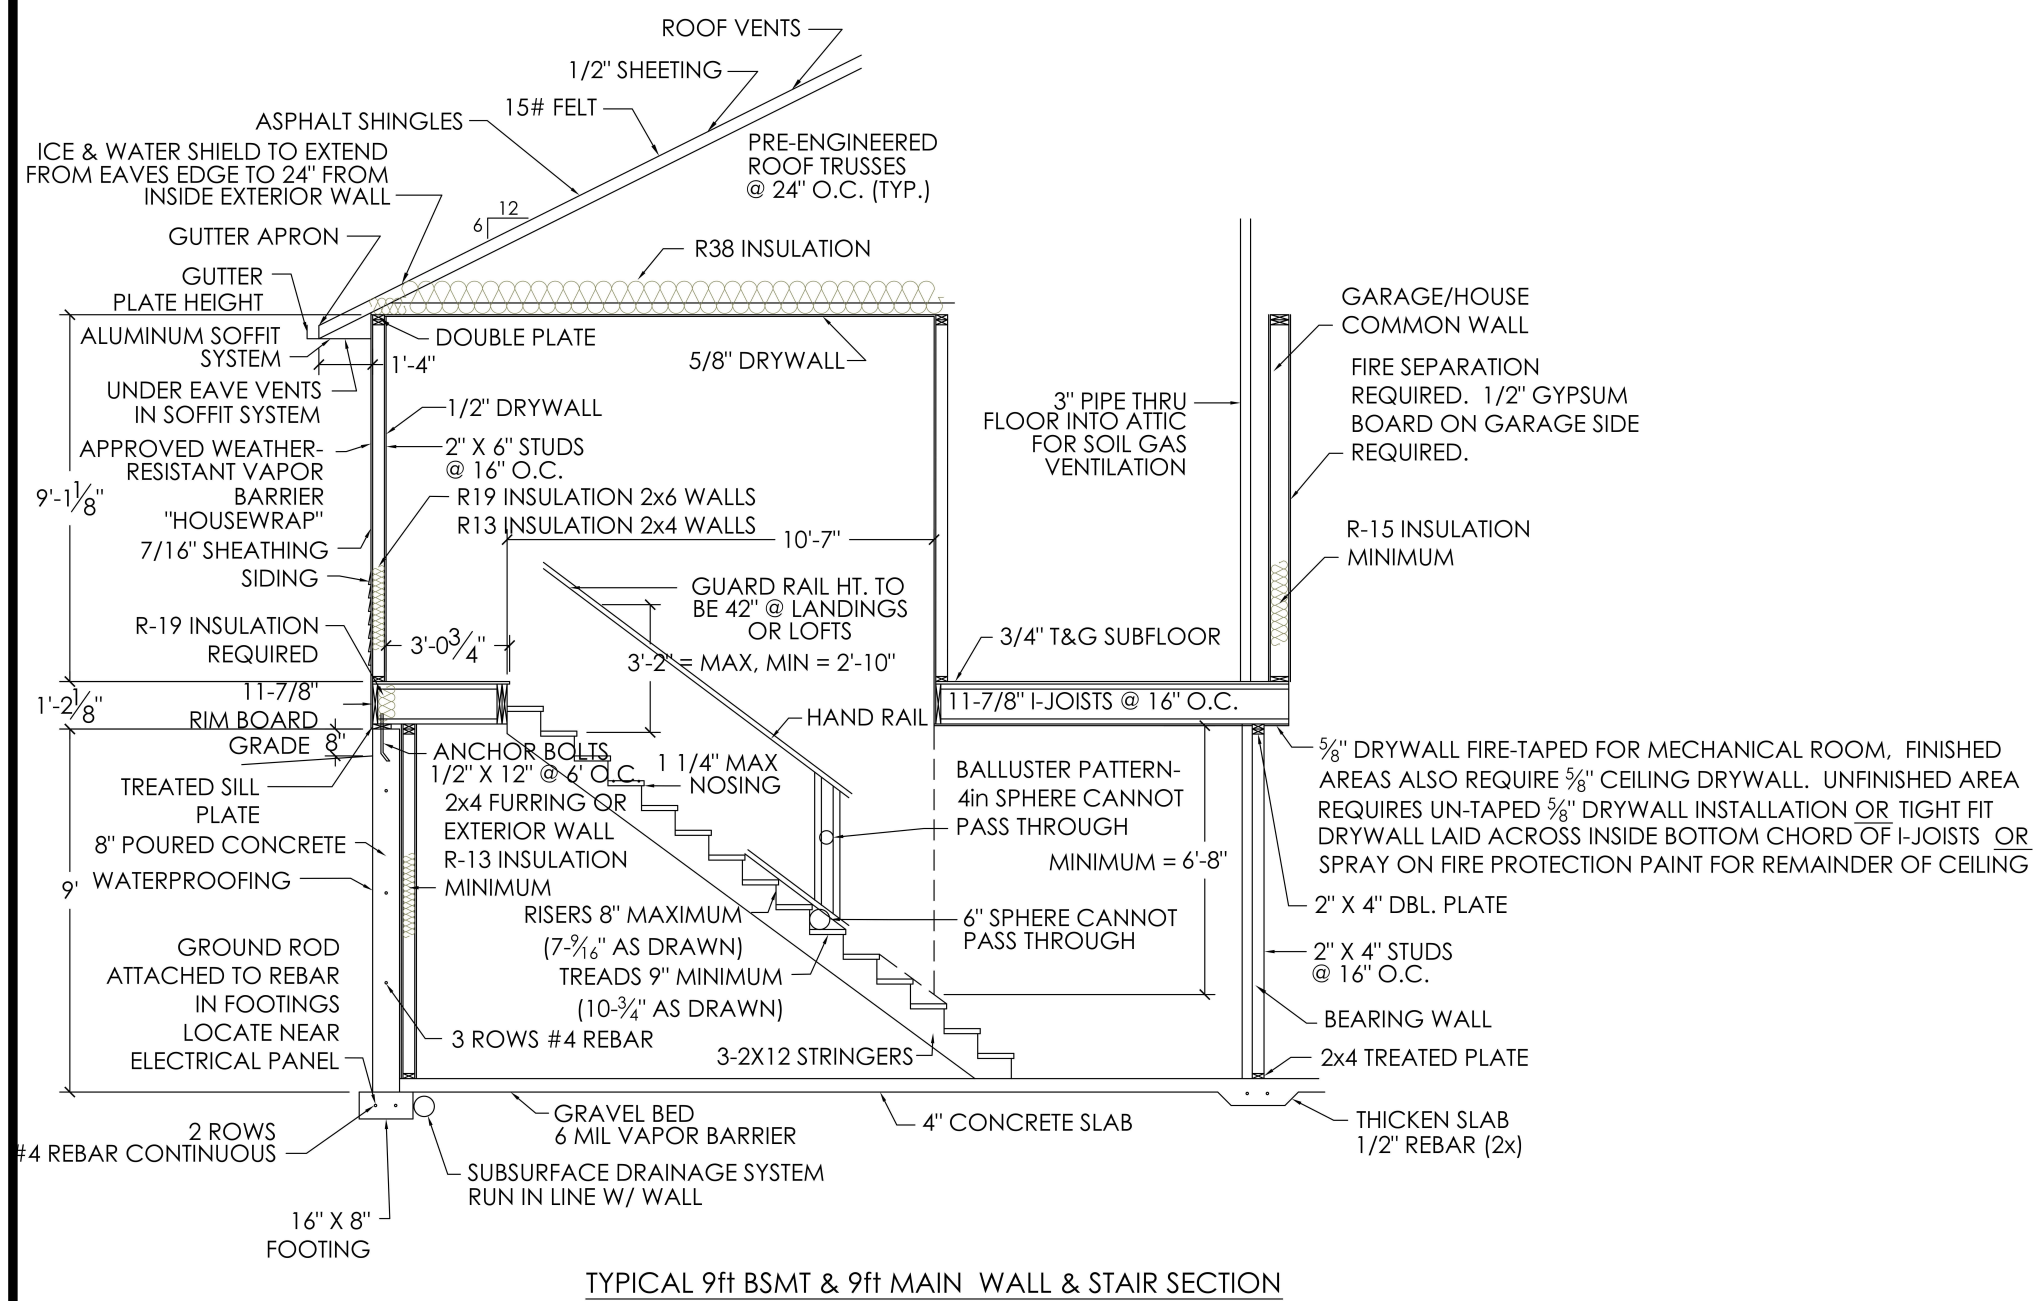 ROOF VENTS
1/2" SHEETING
15# FELT
ASPHALT SHINGLES
PRE-ENGINEERED
ROOF TRUSSES
@ 24" O.C. (TYP.)
ICE & WATER SHIELD TO EXTEND
FROM EAVES EDGE TO 24" FROM
INSIDE EXTERIOR WALL
12
6
GUTTER APRON
R38 INSULATION
GUTTER
PLATE HEIGHT
ALUMINUM SOFFIT
SYSTEM
DOUBLE PLATE
1'-4"
5/8" DRYWALL
UNDER EAVE VENTS
IN SOFFIT SYSTEM
1/2" DRYWALL
APPROVED WEATHER-
RESISTANT VAPOR
BARRIER
"HOUSEWRAP"
2" X 6" STUDS
@ 16" O.C.
9'-1 1/8"
R19 INSULATION 2x6 WALLS
R13 INSULATION 2x4 WALLS
7/16" SHEATHING
SIDING
10'-7"
3" PIPE THRU
FLOOR INTO ATTIC
FOR SOIL GAS
VENTILATION
GARAGE/HOUSE
COMMON WALL
FIRE SEPARATION
REQUIRED. 1/2" GYPSUM
BOARD ON GARAGE SIDE
REQUIRED.
R-15 INSULATION
MINIMUM
GUARD RAIL HT. TO
BE 42" @ LANDINGS
OR LOFTS
3'-2" = MAX, MIN = 2'-10"
R-19 INSULATION
REQUIRED
3'-0 3/4"
3/4" T&G SUBFLOOR
11-7/8" I-JOISTS @ 16" O.C.
1'-2 1/8"
11-7/8"
RIM BOARD
GRADE
8"
HAND RAIL
ANCHOR BOLTS
1/2" X 12" @ 6' O.C.
1 1/4" MAX
NOSING
TREATED SILL
PLATE
2x4 FURRING OR
EXTERIOR WALL
R-13 INSULATION
MINIMUM
BALLUSTER PATTERN-
4in SPHERE CANNOT
PASS THROUGH
MINIMUM = 6'-8"
5/8" DRYWALL FIRE-TAPED FOR MECHANICAL ROOM, FINISHED
AREAS ALSO REQUIRE 5/8" CEILING DRYWALL. UNFINISHED AREA
REQUIRES UN-TAPED 5/8" DRYWALL INSTALLATION OR TIGHT FIT
DRYWALL LAID ACROSS INSIDE BOTTOM CHORD OF I-JOISTS OR
SPRAY ON FIRE PROTECTION PAINT FOR REMAINDER OF CEILING
8" POURED CONCRETE
9'
WATERPROOFING
RISERS 8" MAXIMUM
(7-9/16" AS DRAWN)
TREADS 9" MINIMUM
(10-3/4" AS DRAWN)
6" SPHERE CANNOT
PASS THROUGH
2" X 4" DBL. PLATE
2" X 4" STUDS
@ 16" O.C.
GROUND ROD
ATTACHED TO REBAR
IN FOOTINGS
LOCATE NEAR
ELECTRICAL PANEL
3 ROWS #4 REBAR
3-2X12 STRINGERS
BEARING WALL
2x4 TREATED PLATE
2 ROWS
#4 REBAR CONTINUOUS
GRAVEL BED
6 MIL VAPOR BARRIER
4" CONCRETE SLAB
THICKEN SLAB
1/2" REBAR (2x)
SUBSURFACE DRAINAGE SYSTEM
RUN IN LINE W/ WALL
16" X 8"
FOOTING
TYPICAL 9ft BSMT & 9ft MAIN WALL & STAIR SECTION